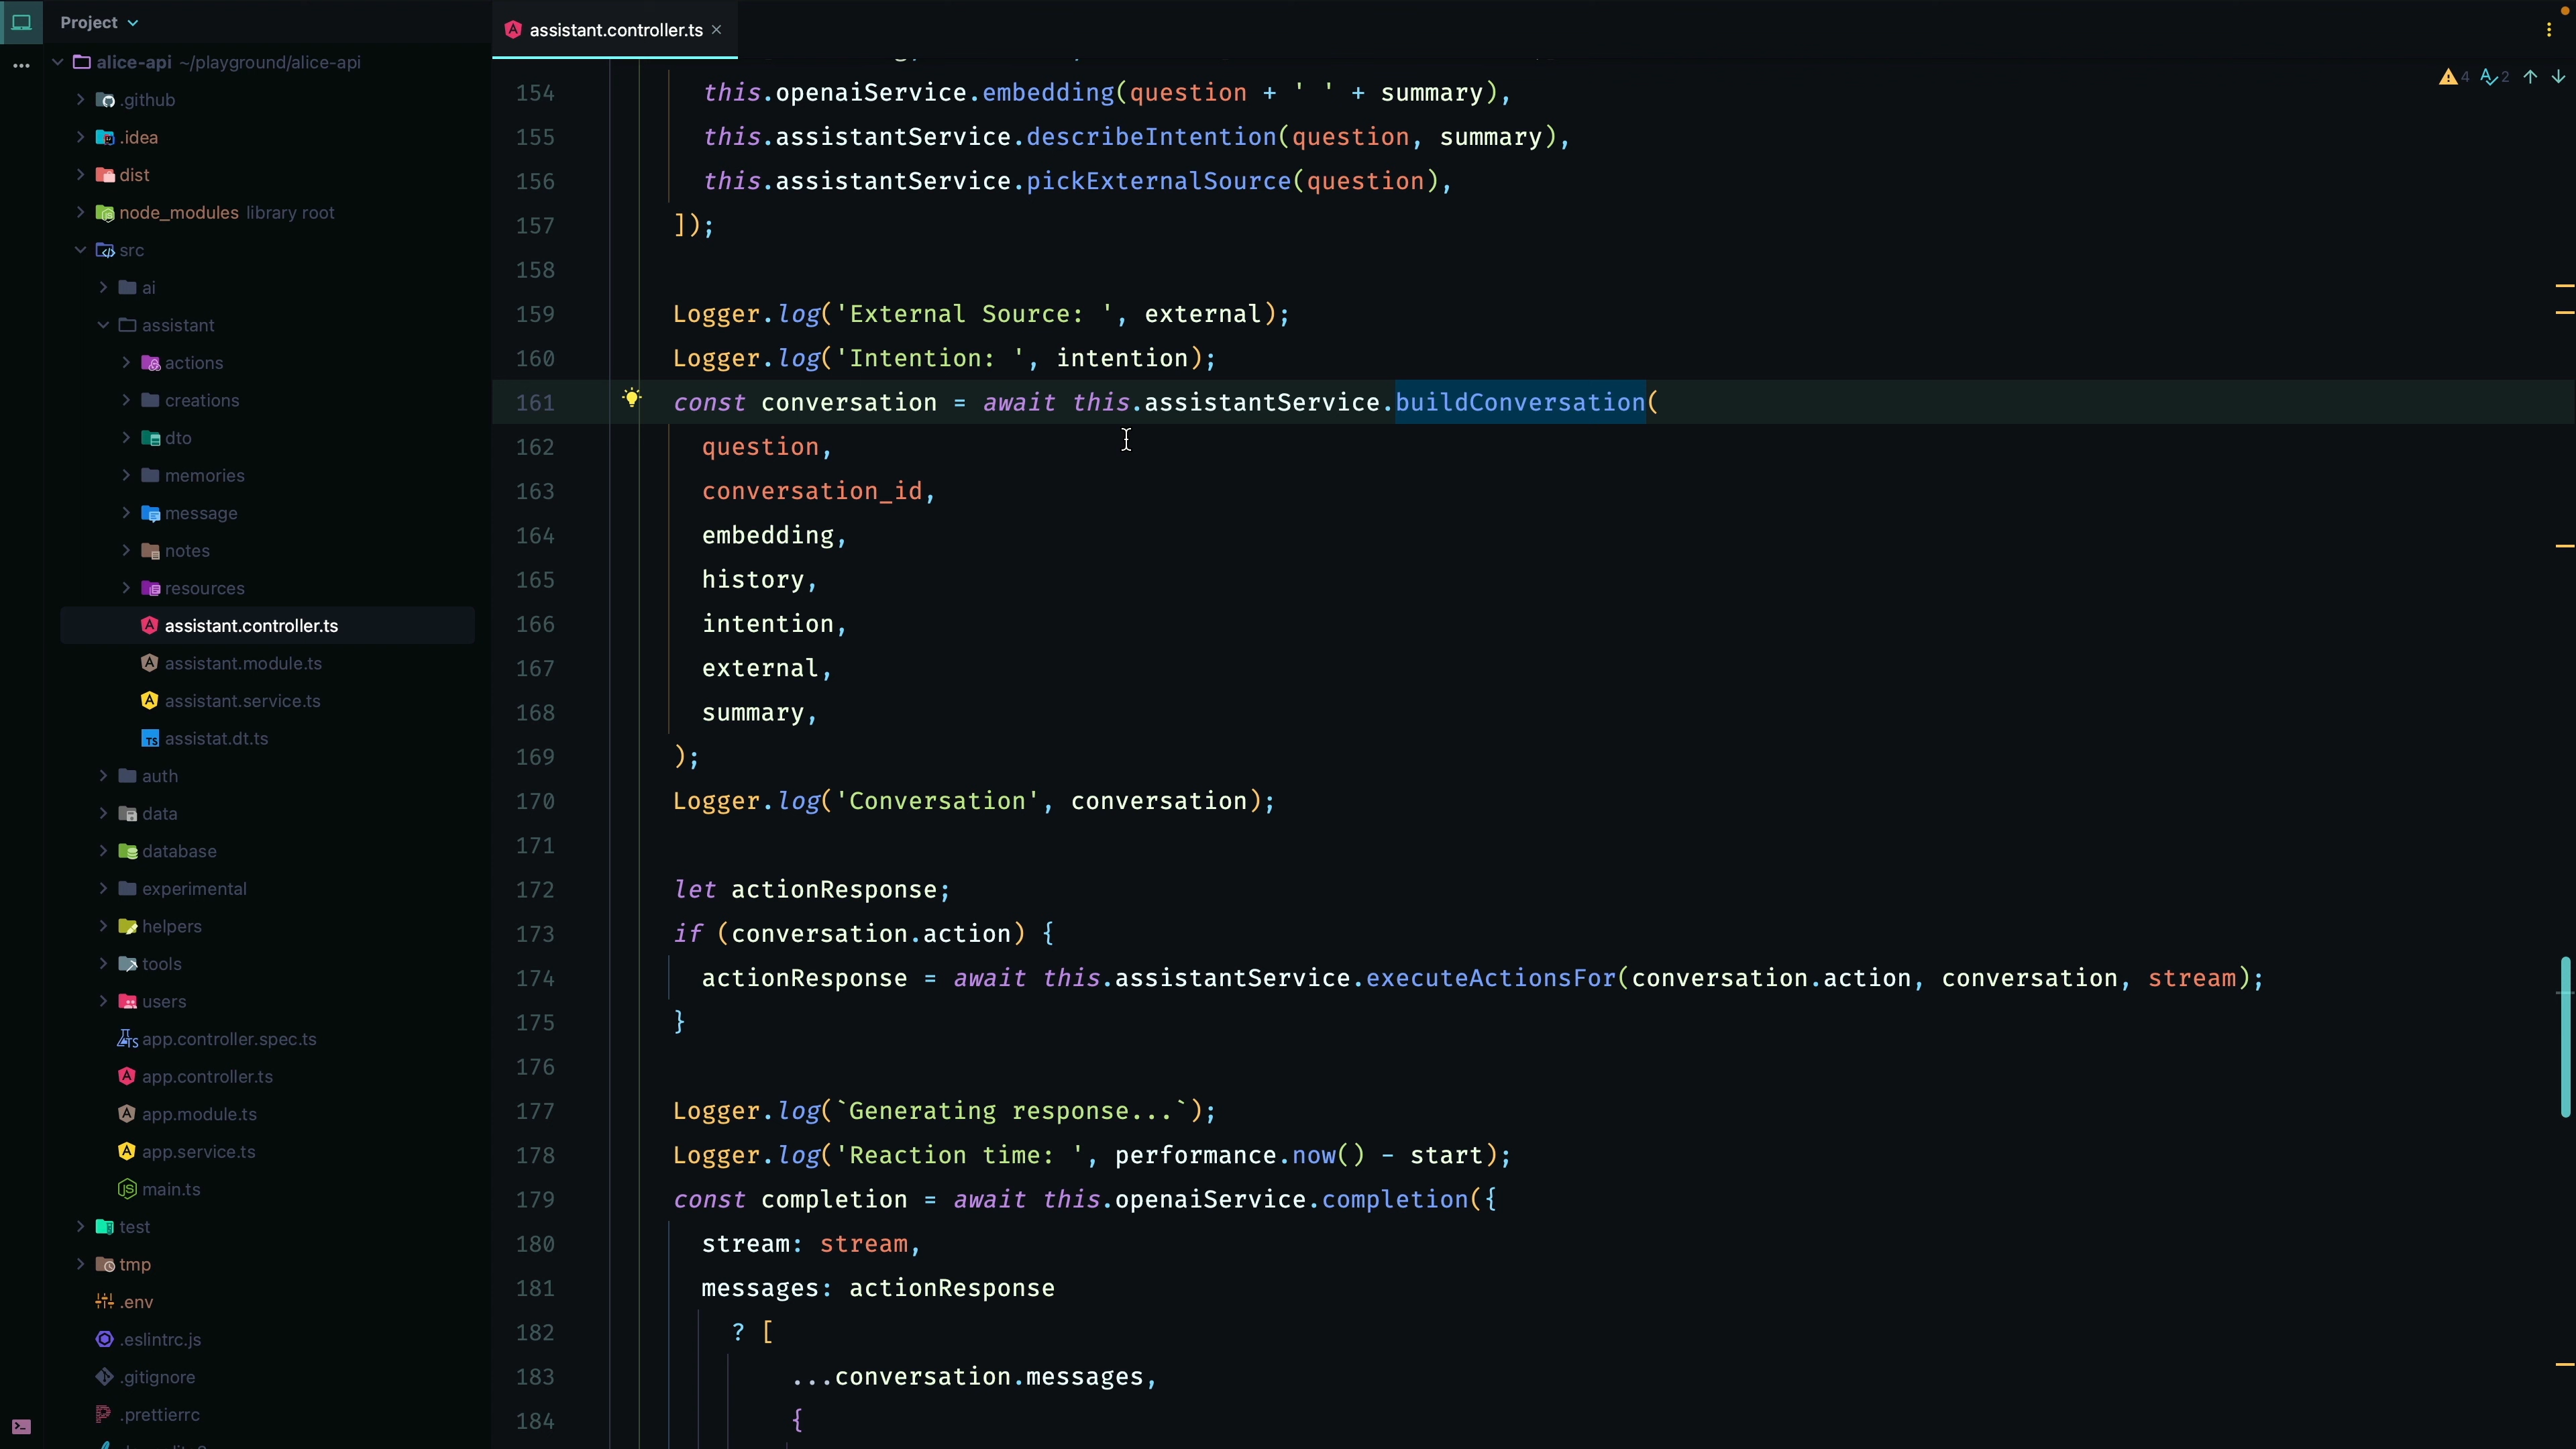 Project
alice-api ~/playground/alice-api
.github
.idea
dist
node_modules library root
src
ai
assistant
actions
creations
dto
memories
message
notes
resources
assistant.controller.ts
assistant.module.ts
assistant.service.ts
TS assistat.dt.ts
auth
data
database
experimental
helpers
tools
users
TS app.controller.spec.ts
app.controller.ts
app.module.ts
app.service.ts
JS main.ts
test
tmp
.env
.eslintrc.js
.gitignore
.prettierrc
assistant.controller.ts
4 2
154 this.openaiService.embedding(question + ' ' + summary),
155 this.assistantService.describeIntention(question, summary),
156 this.assistantService.pickExternalSource(question),
157 ]);
158
159 Logger.log('External Source: ', external);
160 Logger.log('Intention: ', intention);
161 const conversation = await this.assistantService.buildConversation(
162 question,
163 conversation_id,
164 embedding,
165 history,
166 intention,
167 external,
168 summary,
169 );
170 Logger.log('Conversation', conversation);
171
172 let actionResponse;
173 if (conversation.action) {
174 actionResponse = await this.assistantService.executeActionsFor(conversation.action, conversation, stream);
175 }
176
177 Logger.log(`Generating response...`);
178 Logger.log('Reaction time: ', performance.now() - start);
179 const completion = await this.openaiService.completion({
180 stream: stream,
181 messages: actionResponse
182 ? [
183 ...conversation.messages,
184 {